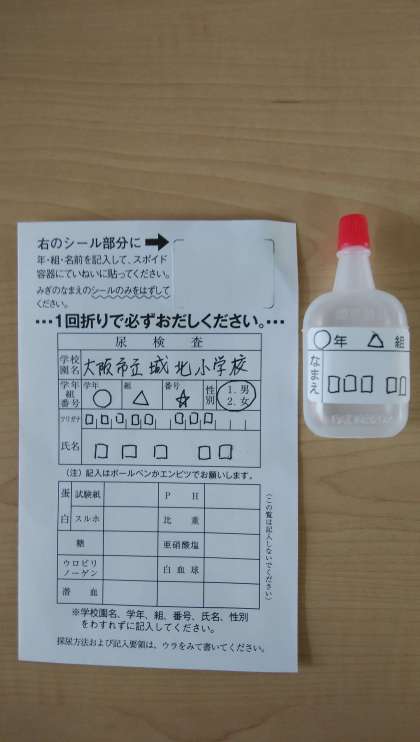 右のシール部分に➡
年・組・名前を記入して、スポイド
容器にていねいに貼ってください。
みぎのなまえのシールのみをはずして
ください。
…1回折りで必ずおだしください。…
尿検査
学校園名 大阪市立城北小学校
学年組番号 学年 ○ 組 △ 番号 ☆ 性別 1. 男 2. 女
フリガナ □□□□□ □□□
氏名 □□□ □□
(注)記入はボールペンかエンピツでお願いします。
蛋白 試験紙 PH
スルホ 比重
糖 亜硝酸塩
ウロビリノーゲン 白血球
潜血
(この覧は記入しないでください)
※学校園名、学年、組、番号、氏名、性別
をわすれずに記入してください。
採尿方法および記入要領は、ウラをみて書いてください。
○年 △組
なまえ □□□ □□